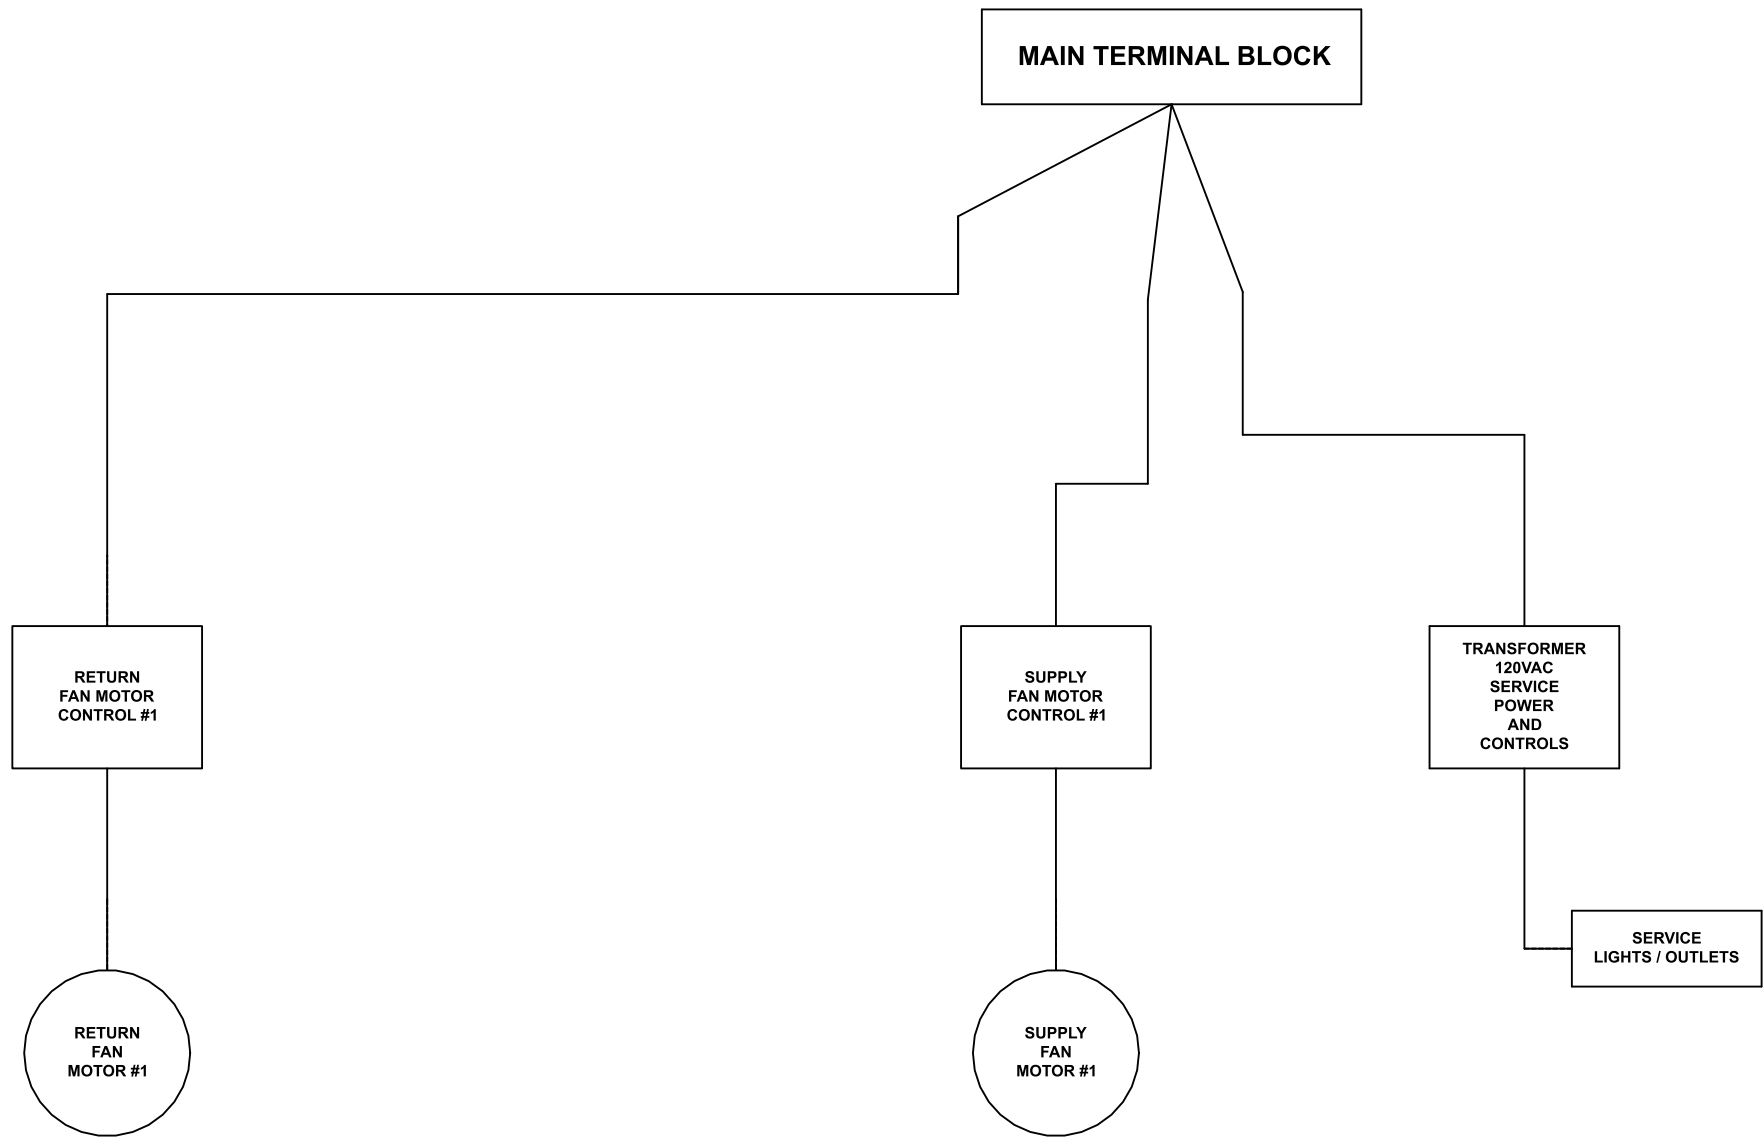 MAIN TERMINAL BLOCK
RETURN
FAN MOTOR
CONTROL #1
SUPPLY
FAN MOTOR
CONTROL #1
TRANSFORMER
120VAC
SERVICE
POWER
AND
CONTROLS
SERVICE
LIGHTS / OUTLETS
RETURN
FAN
MOTOR #1
SUPPLY
FAN
MOTOR #1